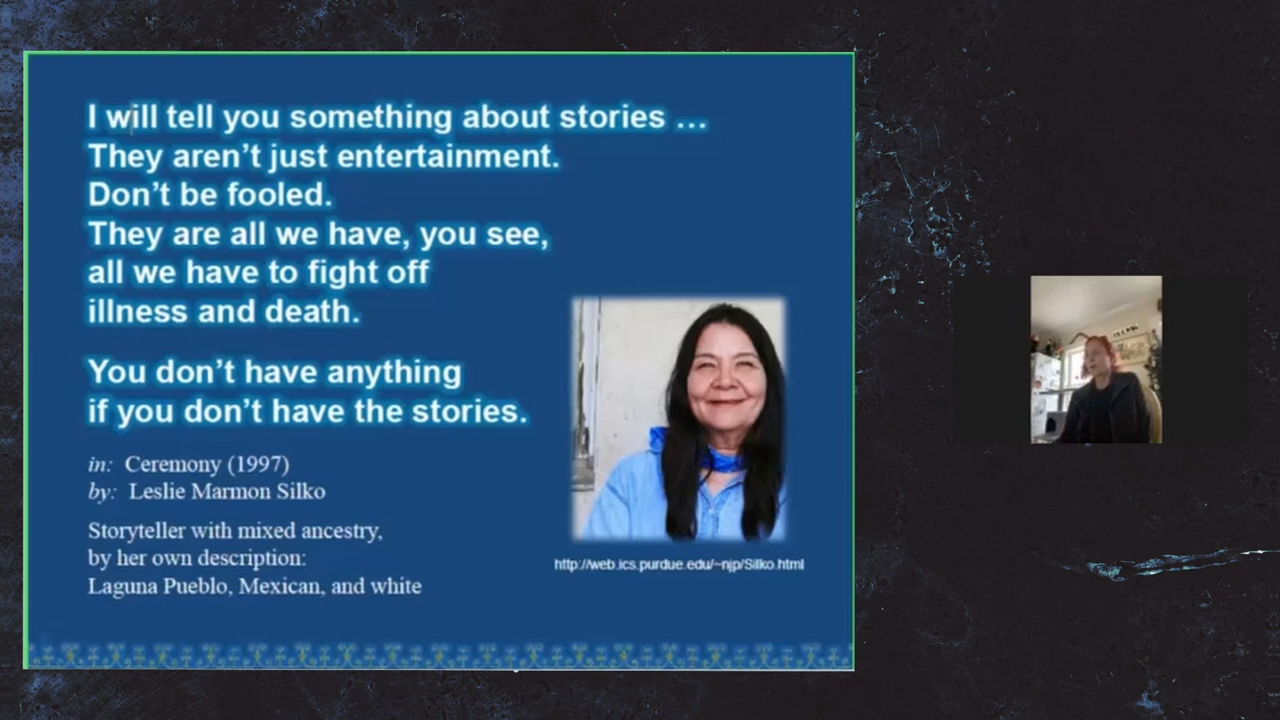 I will tell you something about stories …
They aren’t just entertainment.
Don’t be fooled.
They are all we have, you see,
all we have to fight off
illness and death.
You don’t have anything
if you don’t have the stories.
in: Ceremony (1997)
by: Leslie Marmon Silko
Storyteller with mixed ancestry,
by her own description:
Laguna Pueblo, Mexican, and white
http://web.ics.purdue.edu/~njp/Silko.html